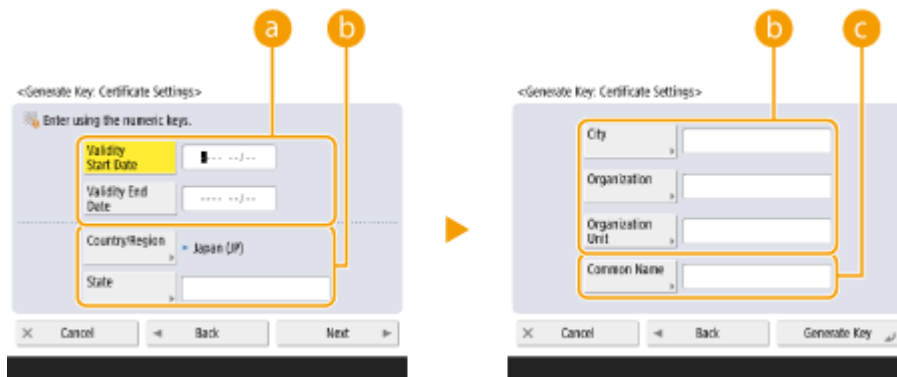 a b
<Generate Key: Certificate Settings>
Enter using the numeric keys.
Validity
Start Date
---- --/--
Validity End
Date
---- --/--
Country/Region
Japan (JP)
State
Cancel Back Next
b c
<Generate Key: Certificate Settings>
City
Organization
Organization
Unit
Common Name
Cancel Back Generate Key